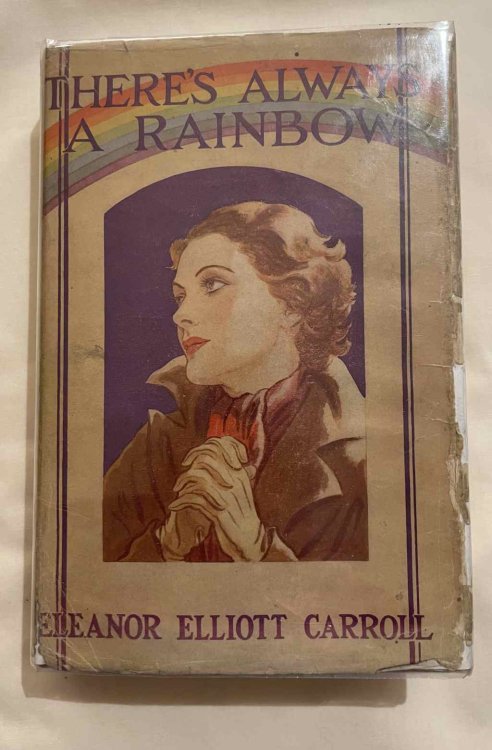 THERE'S ALWAYS
A RAINBOW
ELEANOR ELLIOTT CARROLL